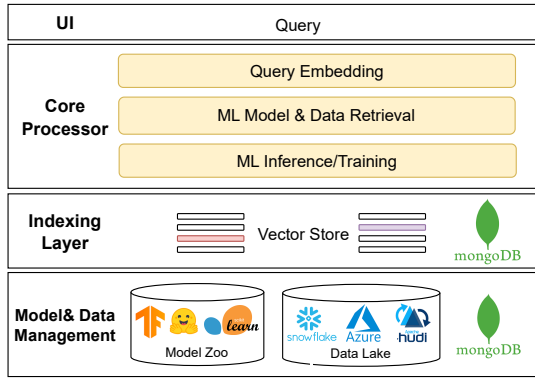 UI
Query
Core
Processor
Query Embedding
ML Model & Data Retrieval
ML Inference/Training
Indexing
Layer
Vector Store
mongoDB
Model& Data
Management
learn
Model Zoo
snowflake
Azure
hudi
Data Lake
mongoDB